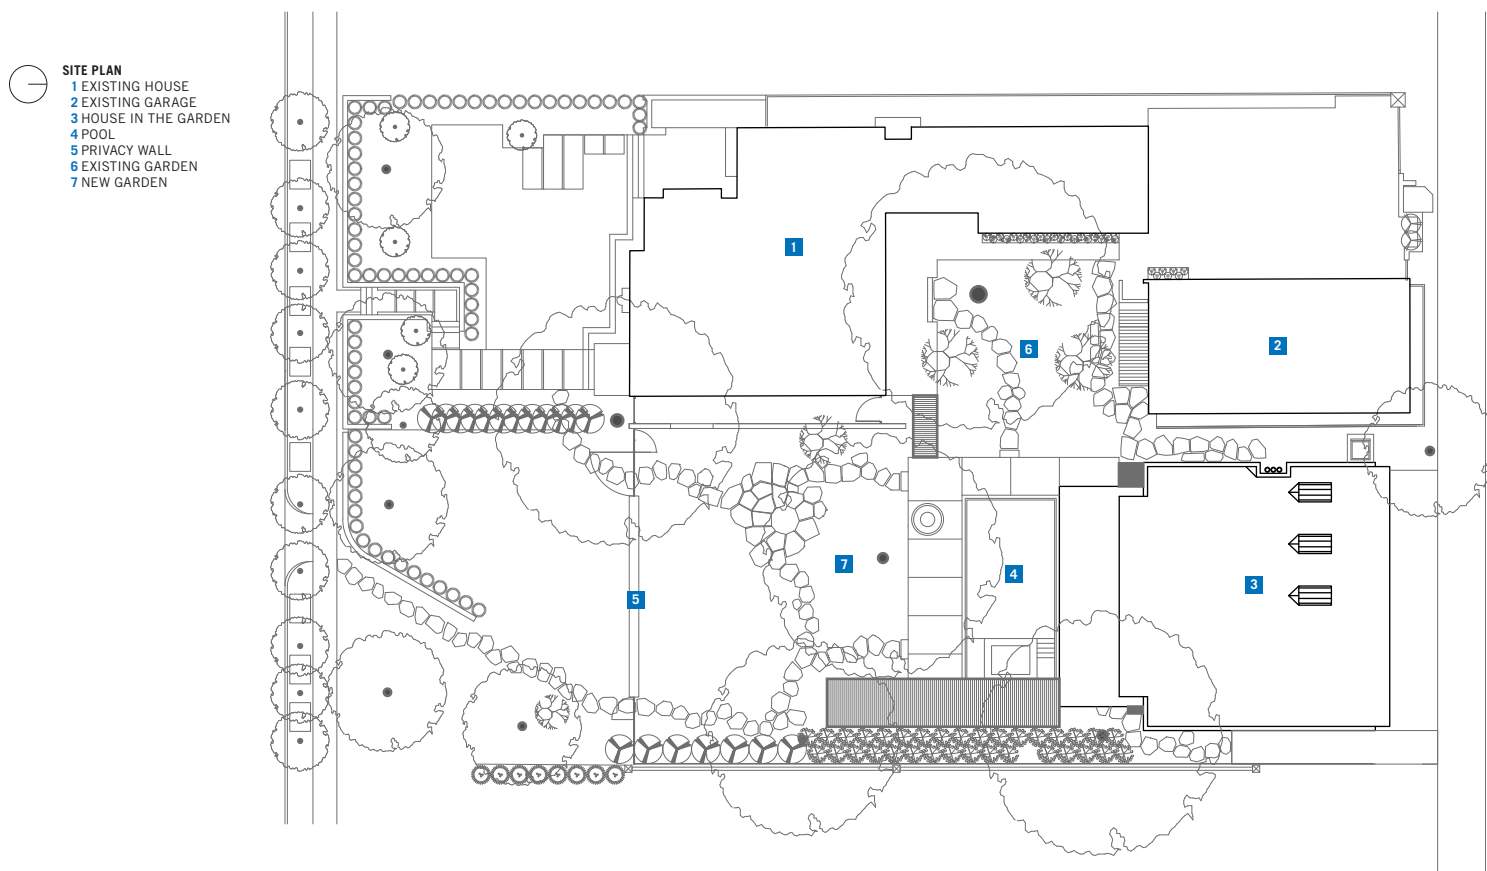 SITE PLAN
1 EXISTING HOUSE
2 EXISTING GARAGE
3 HOUSE IN THE GARDEN
4 POOL
5 PRIVACY WALL
6 EXISTING GARDEN
7 NEW GARDEN
1
2
6
7
4
3
5